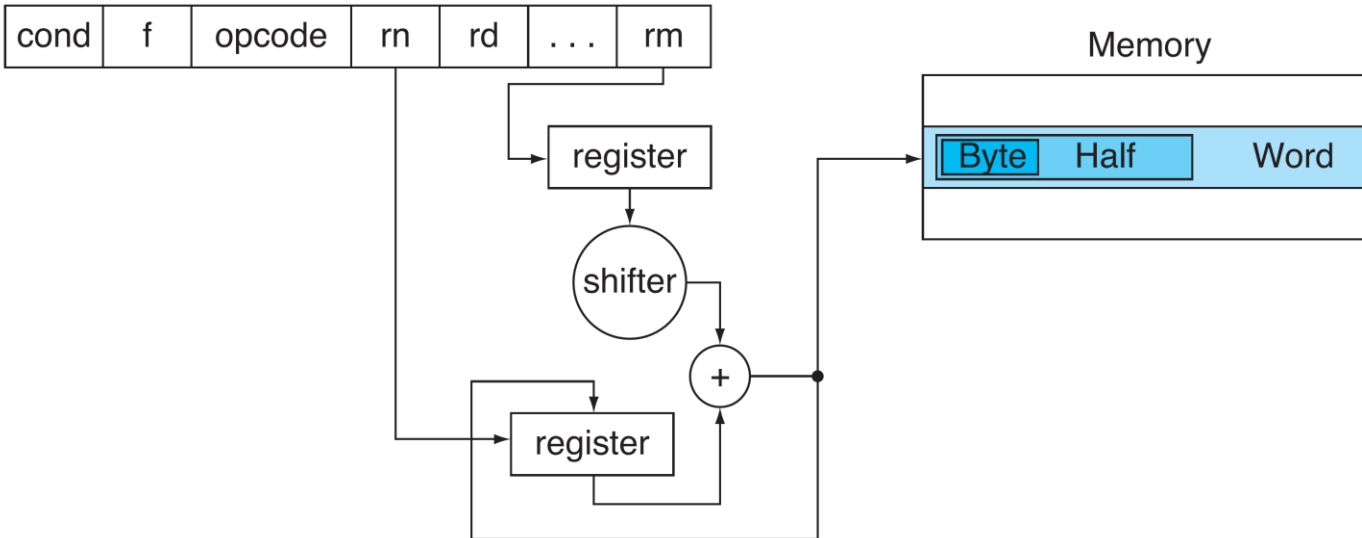 cond f opcode rn rd ... rm
Memory
register
Byte Half Word
shifter
+
register